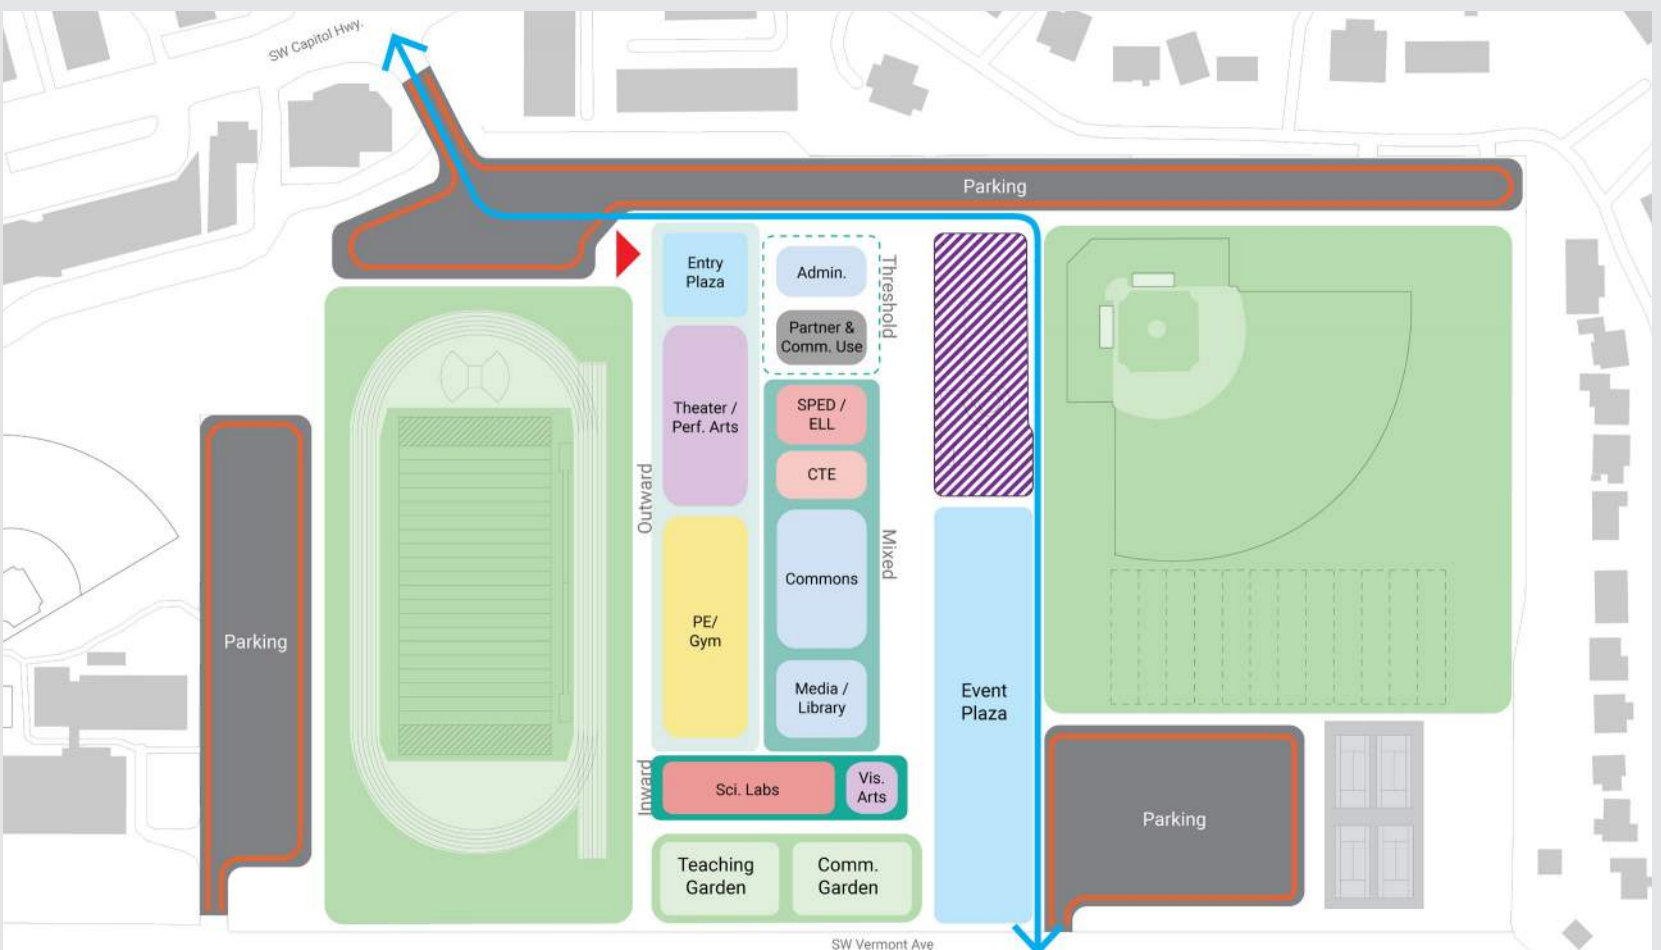 SW Capitol Hwy.
Parking
Entry
Plaza
Admin.
Threshold
Partner &
Comm. Use
Theater /
Perf. Arts
SPED /
ELL
CTE
Outward
Mixed
Commons
PE/
Gym
Parking
Media /
Library
Event
Plaza
Inward
Sci. Labs
Vis.
Arts
Parking
Teaching
Garden
Comm.
Garden
SW Vermont Ave